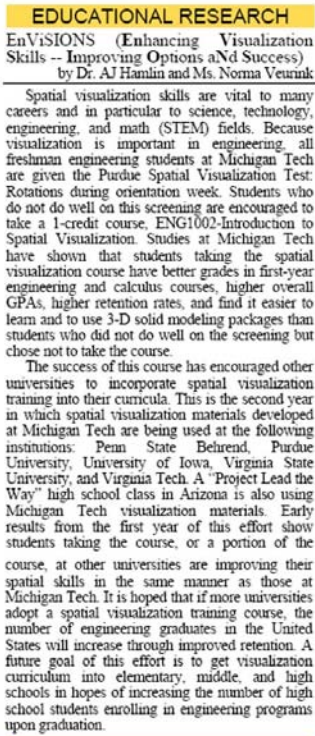 EDUCATIONAL RESEARCH
EnViSIONS (Enhancing Visualization
Skills -- Improving Options aNd Success)
by Dr. AJ Hamlin and Ms. Norma Veurink
Spatial visualization skills are vital to many
careers and in particular to science, technology,
engineering, and math (STEM) fields. Because
visualization is important in engineering, all
freshman engineering students at Michigan Tech
are given the Purdue Spatial Visualization Test:
Rotations during orientation week. Students who
do not do well on this screening are encouraged to
take a 1-credit course, ENG1002-Introduction to
Spatial Visualization. Studies at Michigan Tech
have shown that students taking the spatial
visualization course have better grades in first-year
engineering and calculus courses, higher overall
GPAs, higher retention rates, and find it easier to
learn and to use 3-D solid modeling packages than
students who did not do well on the screening but
chose not to take the course.
The success of this course has encouraged other
universities to incorporate spatial visualization
training into their curricula. This is the second year
in which spatial visualization materials developed
at Michigan Tech are being used at the following
institutions: Penn State Behrend, Purdue
University, University of Iowa, Virginia State
University, and Virginia Tech. A "Project Lead the
Way" high school class in Arizona is also using
Michigan Tech visualization materials. Early
results from the first year of this effort show
students taking the course, or a portion of the
course, at other universities are improving their
spatial skills in the same manner as those at
Michigan Tech. It is hoped that if more universities
adopt a spatial visualization training course, the
number of engineering graduates in the United
States will increase through improved retention. A
future goal of this effort is to get visualization
curriculum into elementary, middle, and high
schools in hopes of increasing the number of high
school students enrolling in engineering programs
upon graduation.